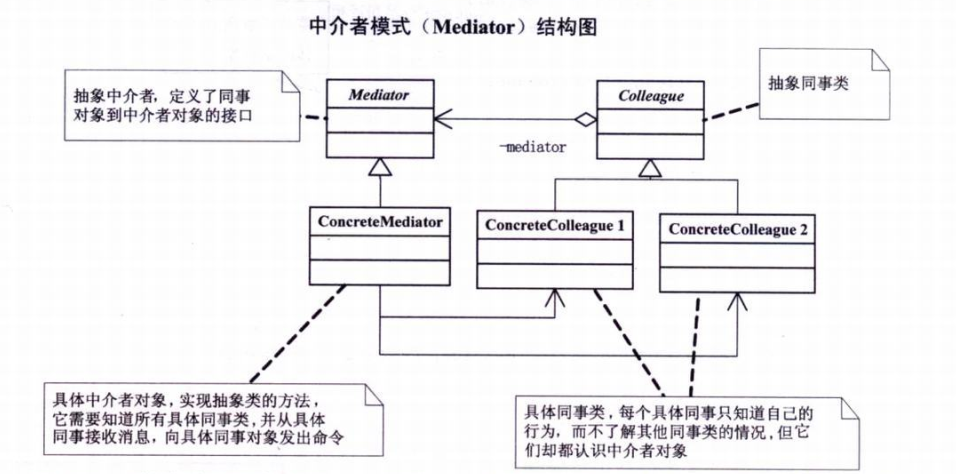 中介者模式（Mediator）结构图
抽象中介者，定义了同事
对象到中介者对象的接口
Mediator
Colleague
抽象同事类
-mediator
ConcreteMediator
ConcreteColleague 1
ConcreteColleague 2
具体中介者对象，实现抽象类的方法，
它需要知道所有具体同事类，并从具体
同事接收消息，向具体同事对象发出命令
具体同事类，每个具体同事只知道自己的
行为，而不了解其他同事类的情况，但它
们却都认识中介者对象